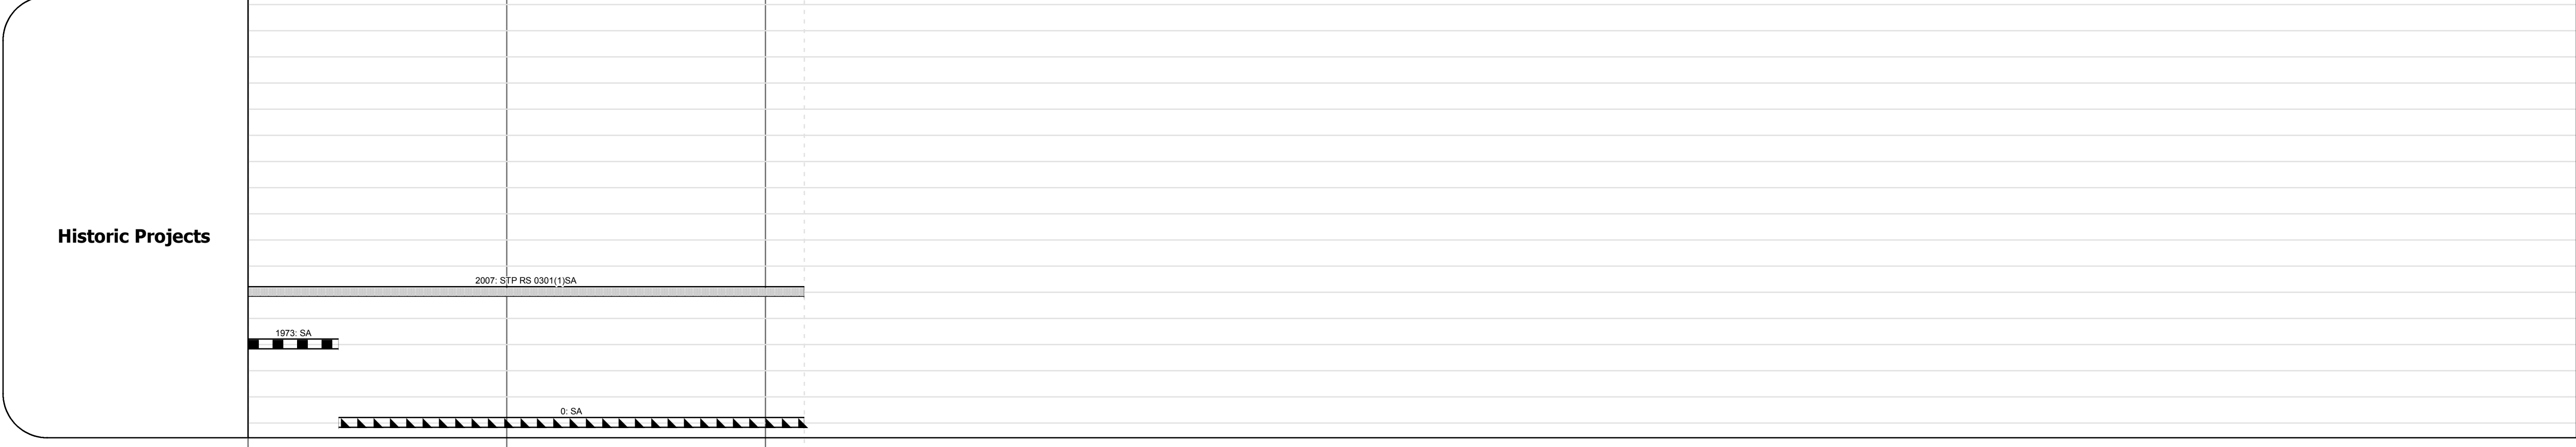 Historic Projects
2007: STP RS 0301(1)SA
1973: SA
0: SA